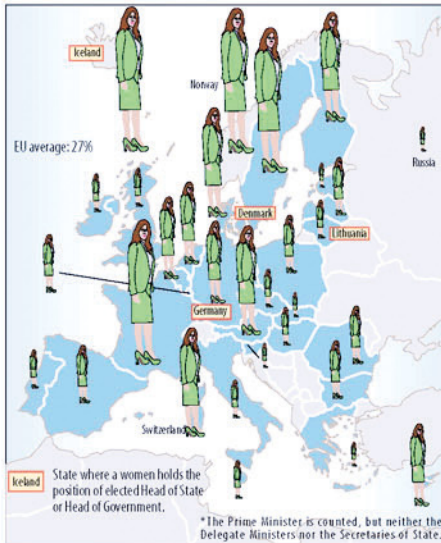 Iceland
Norway
EU average: 27%
Russia
Denmark
Lithuania
Germany
Switzerland
Iceland
State where a women holds the
position of elected Head of State
or Head of Government.
*The Prime Minister is counted, but neither the
Delegate Ministers nor the Secretaries of State.